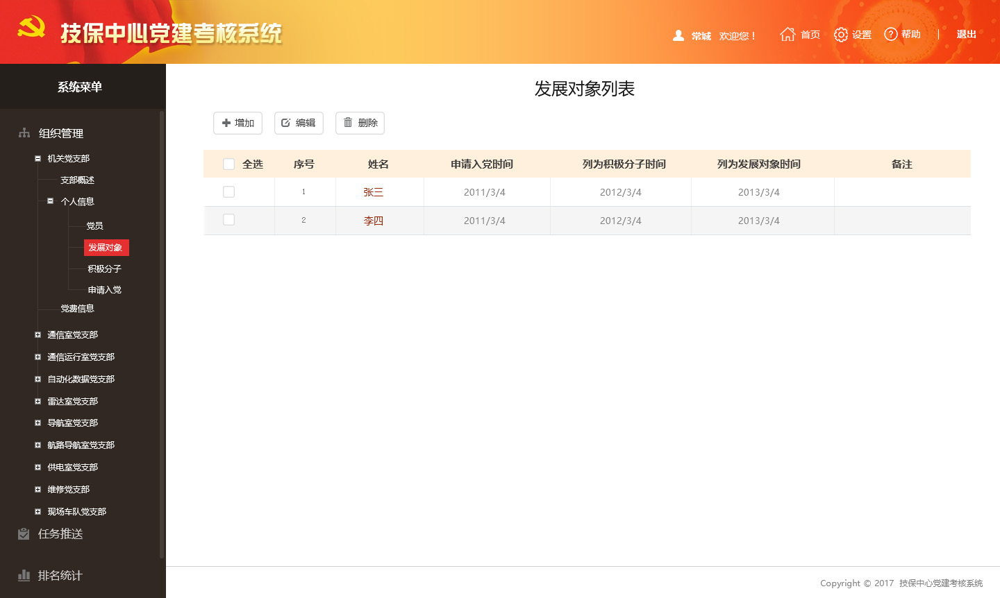 技保中心党建考核系统
常城 欢迎您！ 首页 设置 帮助 退出
系统菜单
组织管理
机关党支部
支部概述
个人信息
党员
发展对象
积极分子
申请入党
党费信息
通信室党支部
通信运行室党支部
自动化数据党支部
雷达室党支部
导航室党支部
航路导航室党支部
供电室党支部
维修党支部
现场车队党支部
任务推送
排名统计
发展对象列表
增加 编辑 删除
全选 序号 姓名 申请入党时间 列为积极分子时间 列为发展对象时间 备注
1 张三 2011/3/4 2012/3/4 2013/3/4
2 李四 2011/3/4 2012/3/4 2013/3/4
Copyright © 2017 技保中心党建考核系统